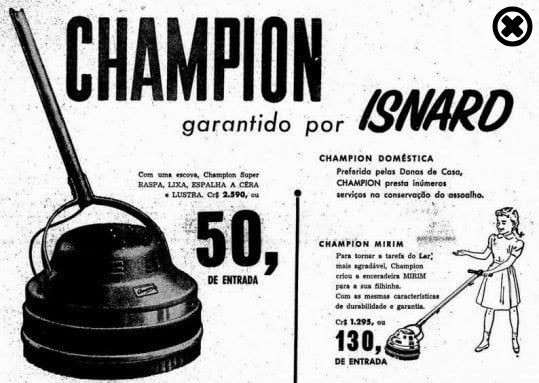 CHAMPION
garantido por ISNARD
Com uma escova, Champion Super
RASPA, LIXA, ESPALHA A CÊRA
e LUSTRA. Cr$ 2.590, ou
50,
DE ENTRADA
CHAMPION DOMÉSTICA
Preferida pelas Donas de Casa,
CHAMPION presta inúmeros
serviços na conservação do assoalho.
CHAMPION MIRIM
Para tornar a tarefa do Lar,
mais agradável, Champion
criou a enceradeira MIRIM
para a sua filhinha.
Com as mesmas características
de durabilidade e garantia.
Cr$ 1.295, ou
130,
DE ENTRADA